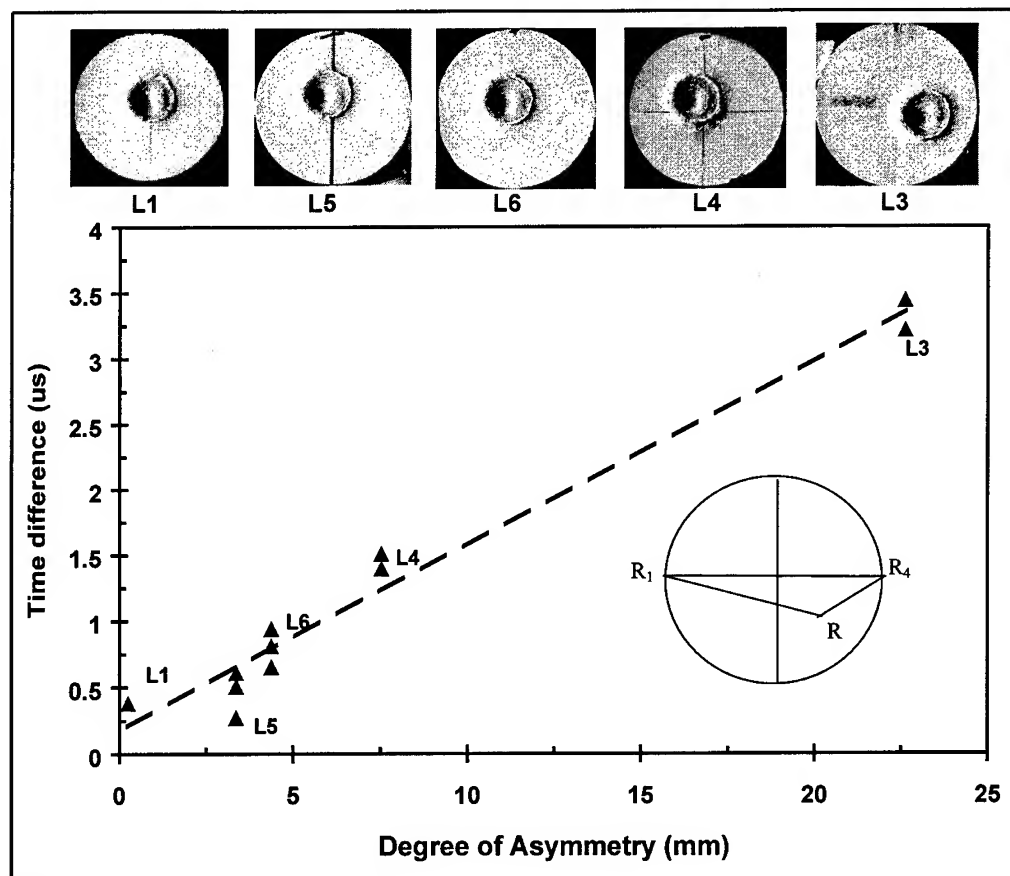 L1 L5 L6 L4 L3
4
3.5
3
2.5
2
1.5
1
0.5
0
Time difference (us)
L3
L4
L6
L1
L5
R₁
R₄
R
0 5 10 15 20 25
Degree of Asymmetry (mm)